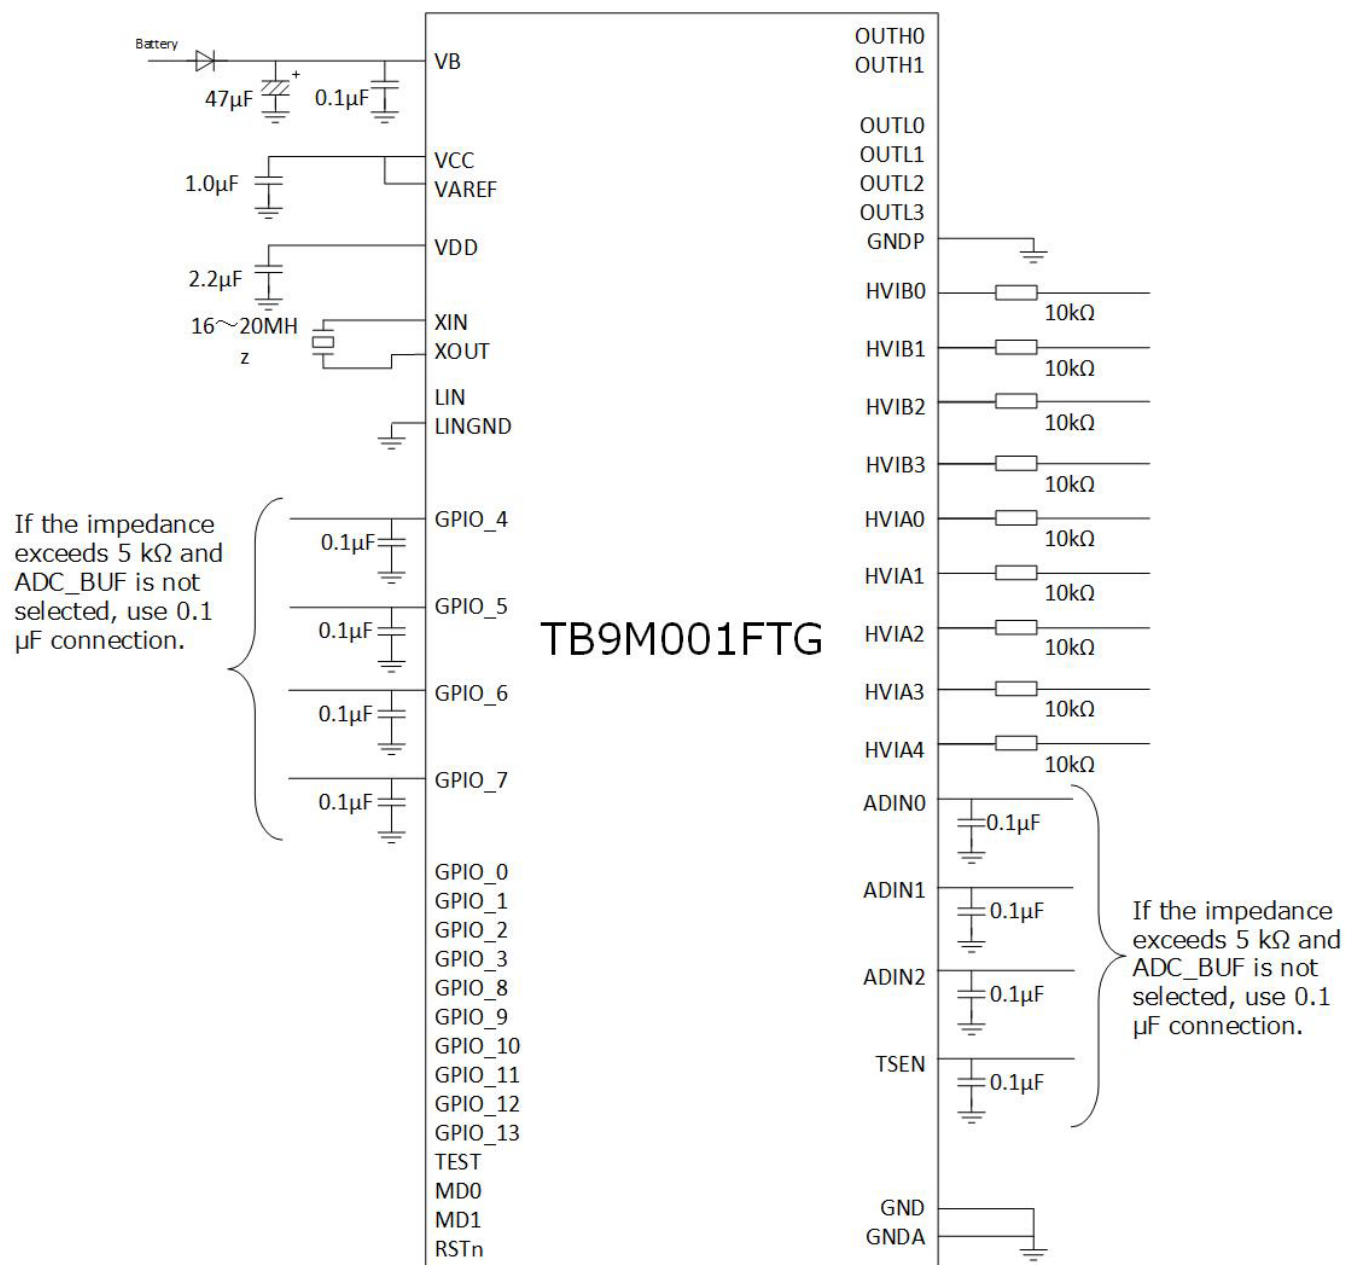 Battery
VB
47μF
+
0.1μF
VCC
VAREF
1.0μF
VDD
2.2μF
XIN
16～20MH
z
XOUT
LIN
LINGND
If the impedance
exceeds 5 kΩ and
ADC_BUF is not
selected, use 0.1
μF connection.
GPIO_4
0.1μF
GPIO_5
0.1μF
GPIO_6
0.1μF
GPIO_7
0.1μF
GPIO_0
GPIO_1
GPIO_2
GPIO_3
GPIO_8
GPIO_9
GPIO_10
GPIO_11
GPIO_12
GPIO_13
TEST
MD0
MD1
RSTn
TB9M001FTG
OUTH0
OUTH1
OUTL0
OUTL1
OUTL2
OUTL3
GNDP
HVIB0
10kΩ
HVIB1
10kΩ
HVIB2
10kΩ
HVIB3
10kΩ
HVIA0
10kΩ
HVIA1
10kΩ
HVIA2
10kΩ
HVIA3
10kΩ
HVIA4
10kΩ
ADIN0
0.1μF
ADIN1
0.1μF
ADIN2
0.1μF
TSEN
0.1μF
If the impedance
exceeds 5 kΩ and
ADC_BUF is not
selected, use 0.1
μF connection.
GND
GNDA